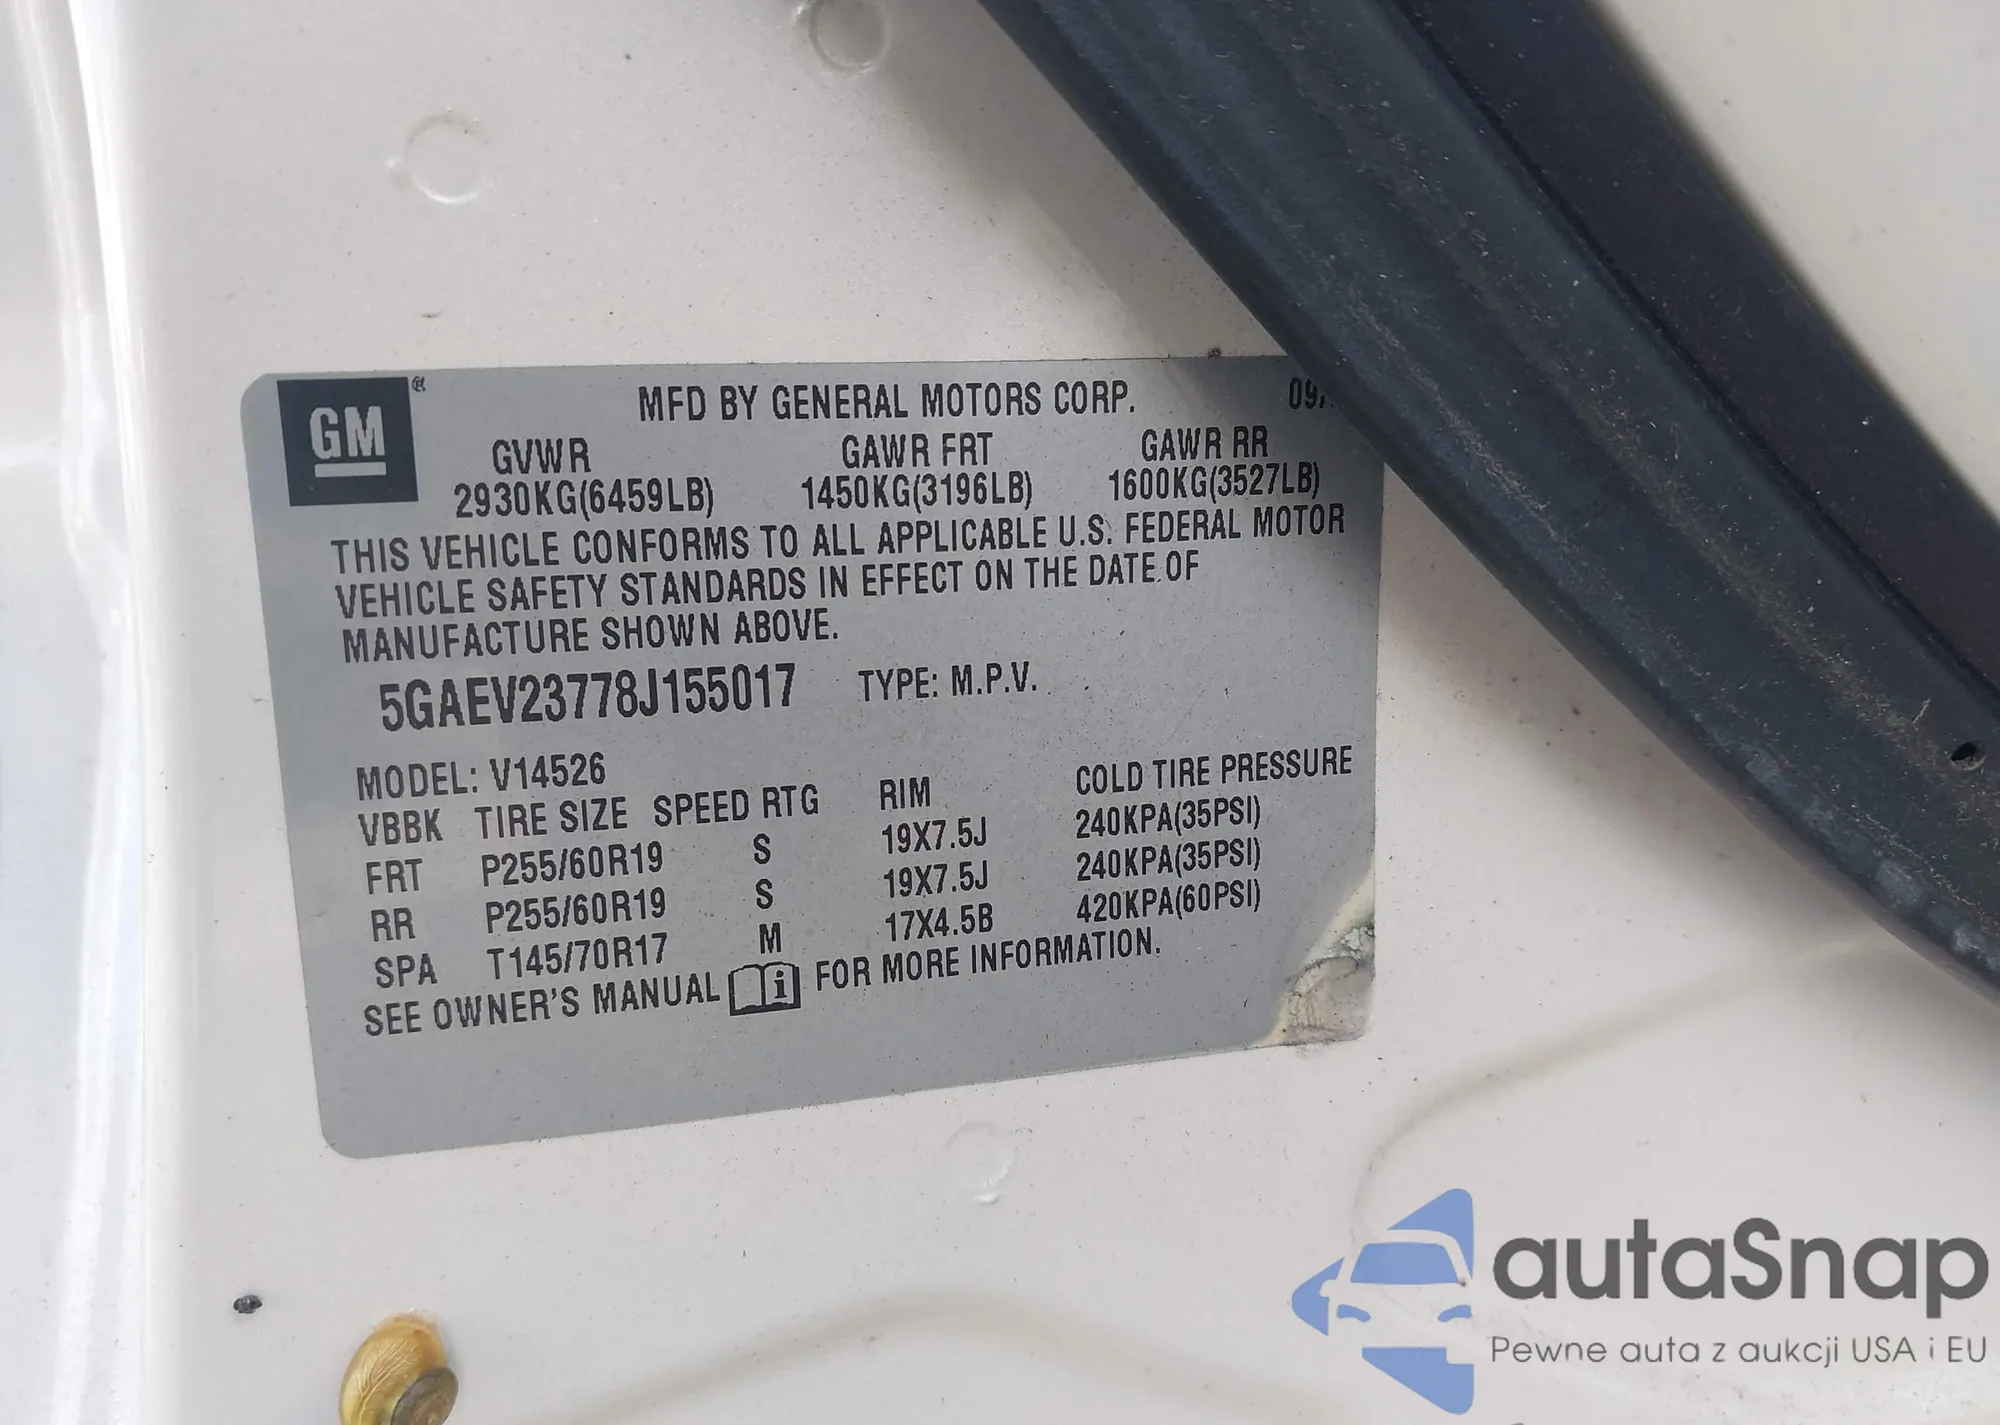 GM
MFD BY GENERAL MOTORS CORP. 09/
GVWR GAWR FRT GAWR RR
2930KG(6459LB) 1450KG(3196LB) 1600KG(3527LB)
THIS VEHICLE CONFORMS TO ALL APPLICABLE U.S. FEDERAL MOTOR
VEHICLE SAFETY STANDARDS IN EFFECT ON THE DATE OF
MANUFACTURE SHOWN ABOVE.
5GAEV23778J155017 TYPE: M.P.V.
MODEL: V14526
VBBK TIRE SIZE SPEED RTG RIM COLD TIRE PRESSURE
FRT P255/60R19 S 19X7.5J 240KPA(35PSI)
RR P255/60R19 S 19X7.5J 240KPA(35PSI)
SPA T145/70R17 M 17X4.5B 420KPA(60PSI)
SEE OWNER'S MANUAL i FOR MORE INFORMATION.
autaSnap
Pewne auta z aukcji USA i EU